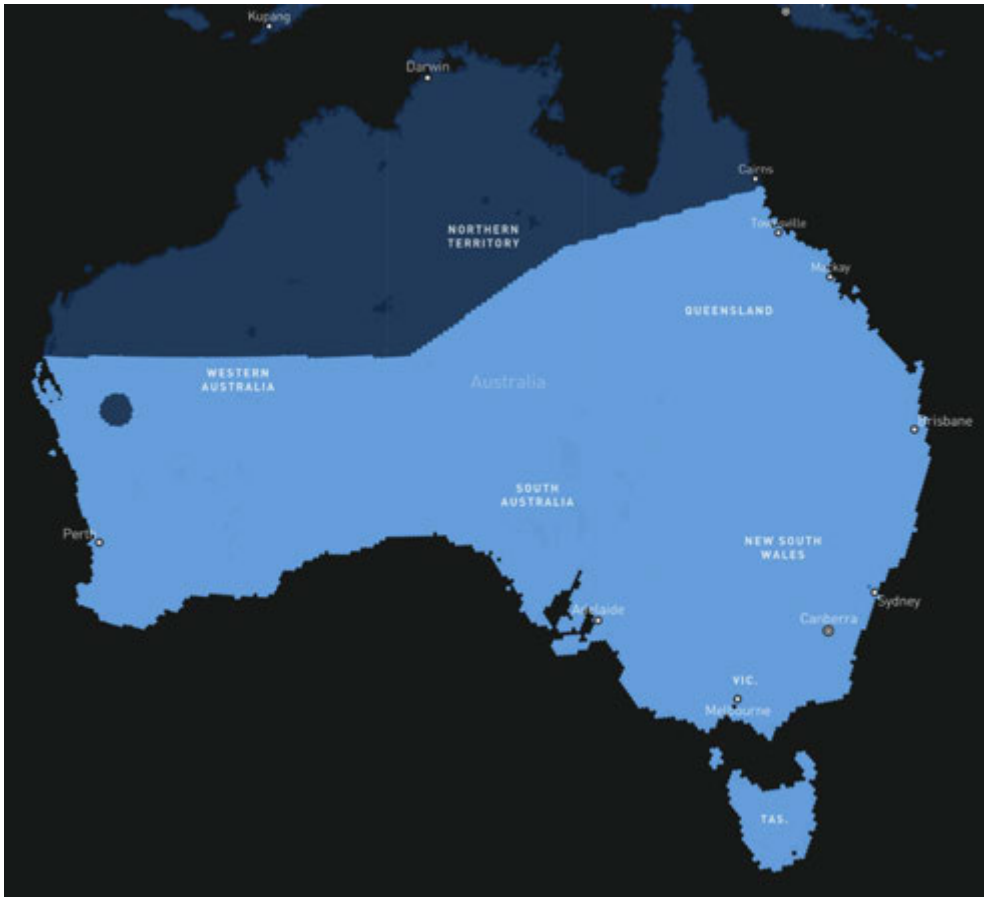 Kupang
Darwin
Cairns
Townsville
NORTHERN
TERRITORY
Mackay
QUEENSLAND
WESTERN
AUSTRALIA
Australia
Brisbane
SOUTH
AUSTRALIA
Perth
NEW SOUTH
WALES
Adelaide
Sydney
Canberra
VIC.
Melbourne
TAS.